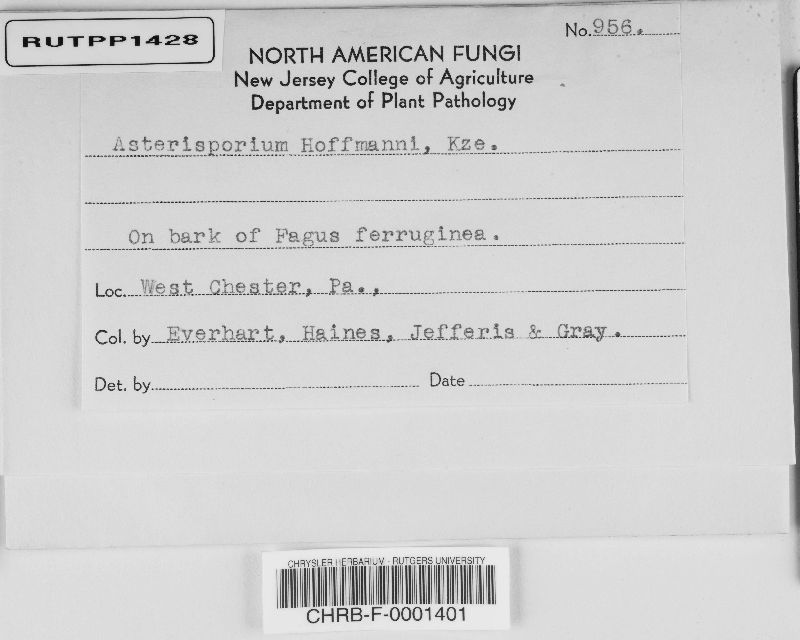 RUTPP1428
No. 956.
NORTH AMERICAN FUNGI
New Jersey College of Agriculture
Department of Plant Pathology
Asterisporium Hoffmanni, Kze.
On bark of Fagus ferruginea.
Loc. West Chester, Pa.,
Col. by Everhart, Haines, Jefferis & Gray.
Det. by Date
CHRYSLER HERBARIUM - RUTGERS UNIVERSITY
CHRB-F-0001401